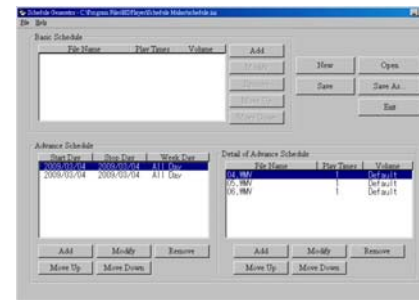 Schedule Generator - C:\Program Files\HDPlayer\Schedule Maker\schedule.ini
File Help
Basic Schedule
File Name Play Times Volume
Add
Modify
Remove
Move Up
Move Down
New Open
Save Save As..
Exit
Advance Schedule
Start Day Stop Day Week Day
2009/03/04 2009/03/04 All Day
2009/03/04 2009/03/04 All Day
Add Modify Remove
Move Up Move Down
Detail of Advance Schedule
File Name Play Times Volume
04.WMV 1 Default
05.WMV 1 Default
06.WMV 1 Default
Add Modify Remove
Move Up Move Down